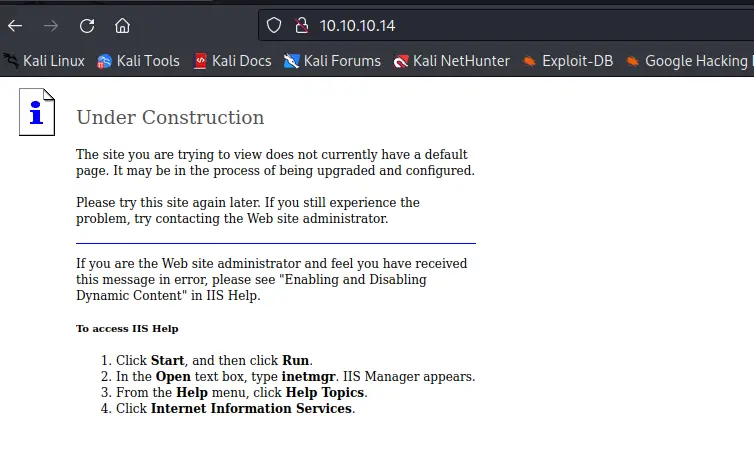 10.10.10.14
Kali Linux Kali Tools Kali Docs Kali Forums Kali NetHunter Exploit-DB Google Hacking
Under Construction
The site you are trying to view does not currently have a default
page. It may be in the process of being upgraded and configured.
Please try this site again later. If you still experience the
problem, try contacting the Web site administrator.
If you are the Web site administrator and feel you have received
this message in error, please see "Enabling and Disabling
Dynamic Content" in IIS Help.
To access IIS Help
1. Click Start, and then click Run.
2. In the Open text box, type inetmgr. IIS Manager appears.
3. From the Help menu, click Help Topics.
4. Click Internet Information Services.